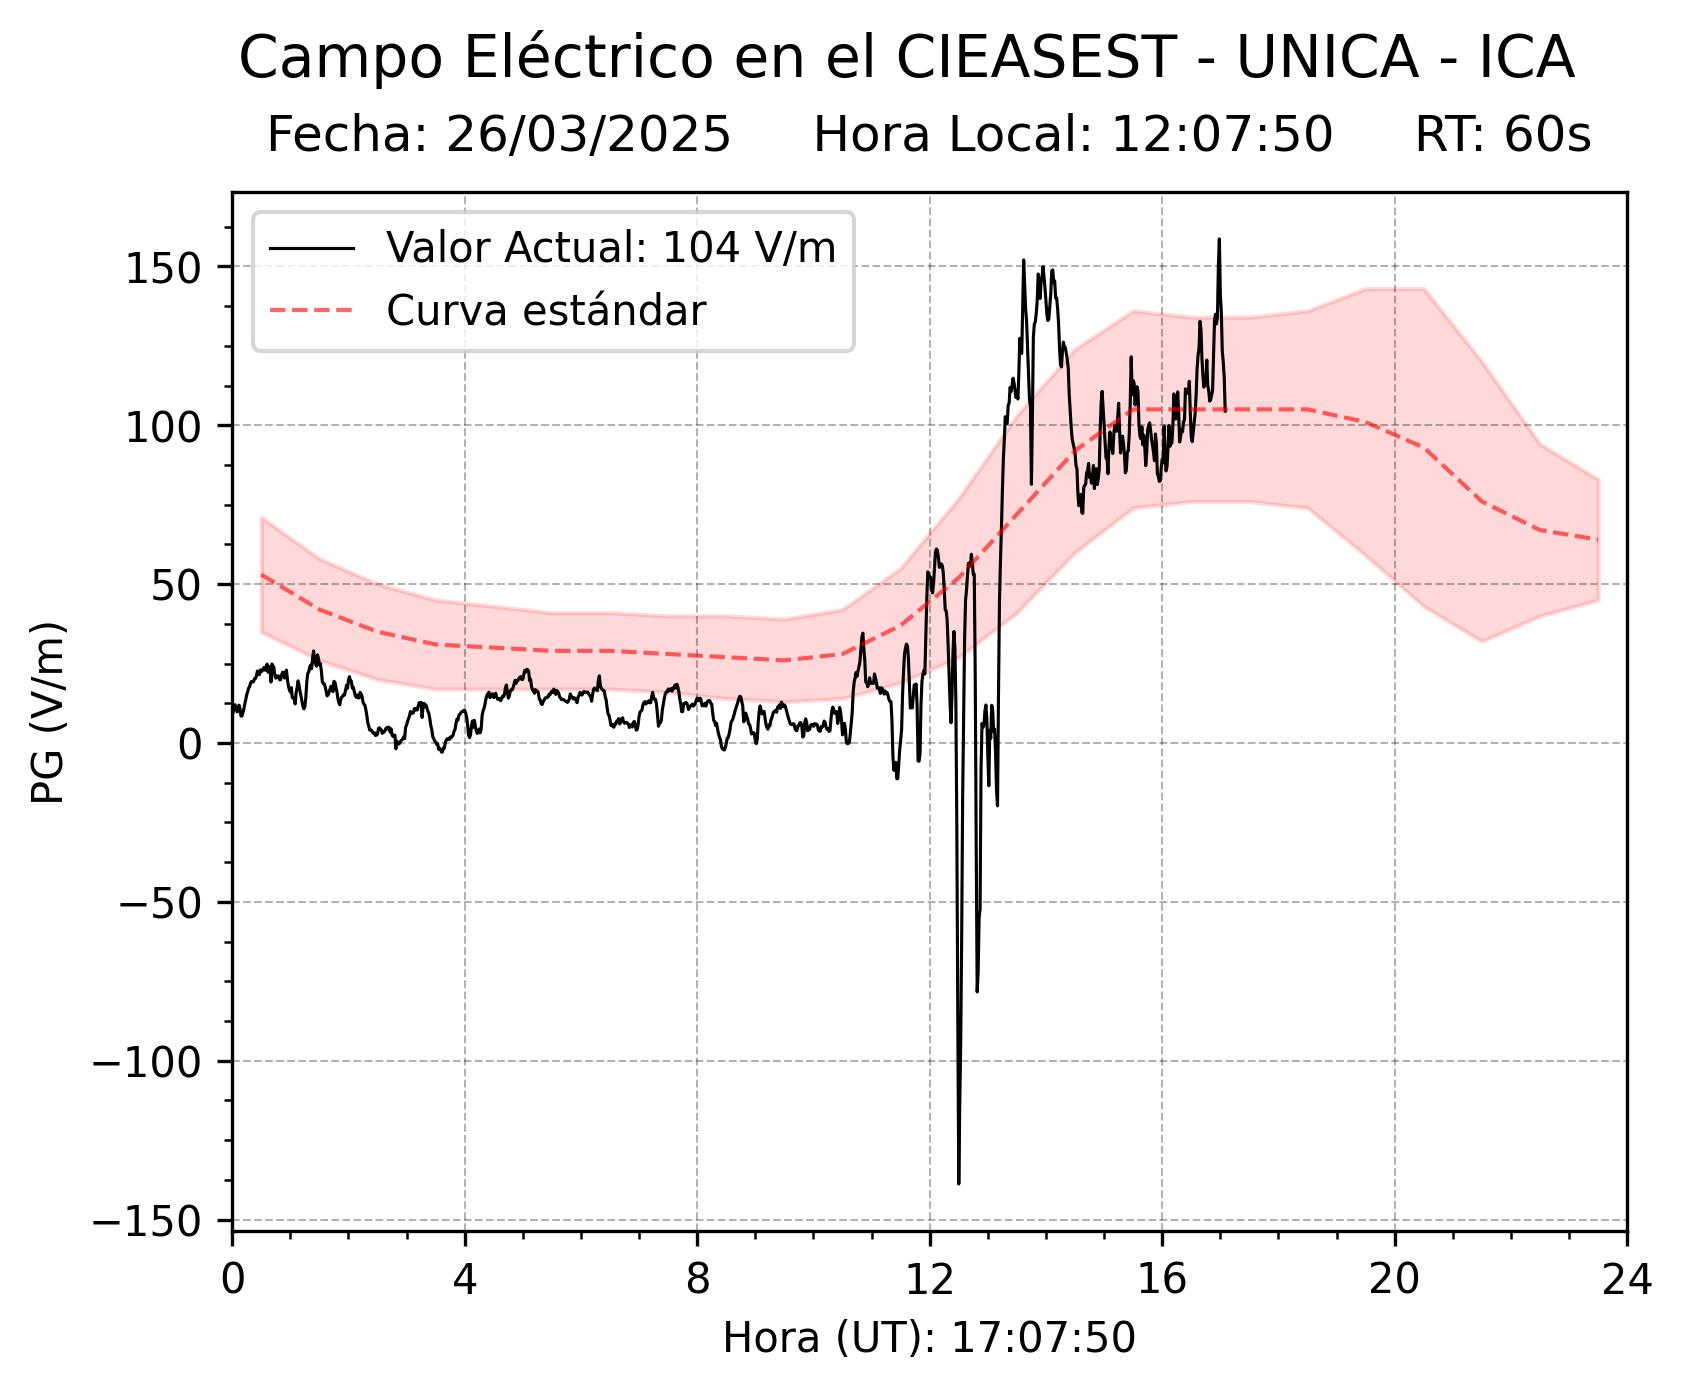 Campo Eléctrico en el CIEASEST - UNICA - ICA
Fecha: 26/03/2025 Hora Local: 12:07:50 RT: 60s
Valor Actual: 104 V/m
Curva estándar
PG (V/m)
150
100
50
0
−50
−100
−150
0 4 8 12 16 20 24
Hora (UT): 17:07:50